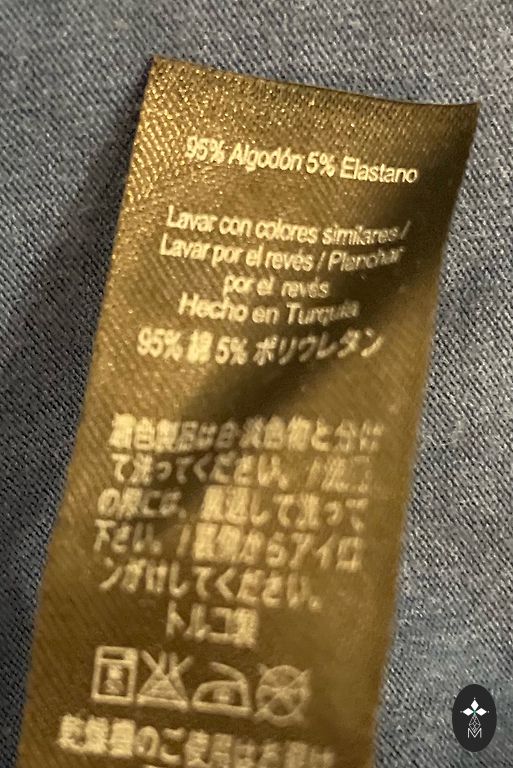 95% Algodón 5% Elastano
Lavar con colores similares /
Lavar por el revés / Planchar
por el revés
Hecho en Turquía
95% 綿 5% ポリウレタン
濃色製品は白・淡色物と分け
て洗ってください。/ 洗濯
の際には、裏返して洗って
下さい。/ 裏側からアイロ
ンがけしてください。
トルコ製
乾燥機のご使用はお避け
M